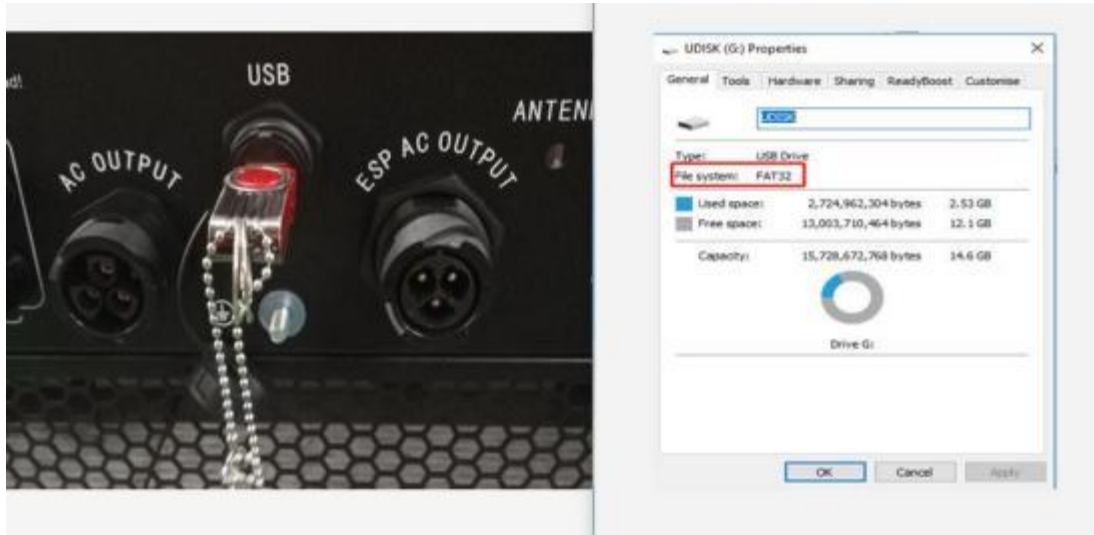 ad!
USB
ANTEN
AC OUTPUT
ESP AC OUTPUT
UDISK (G:) Properties
General Tools Hardware Sharing ReadyBoost Customise
UDISK
Type: USB Drive
File system: FAT32
Used space: 2,724,962,304 bytes 2.53 GB
Free space: 13,003,710,464 bytes 12.1 GB
Capacity: 15,728,672,768 bytes 14.6 GB
Drive G:
OK Cancel Apply